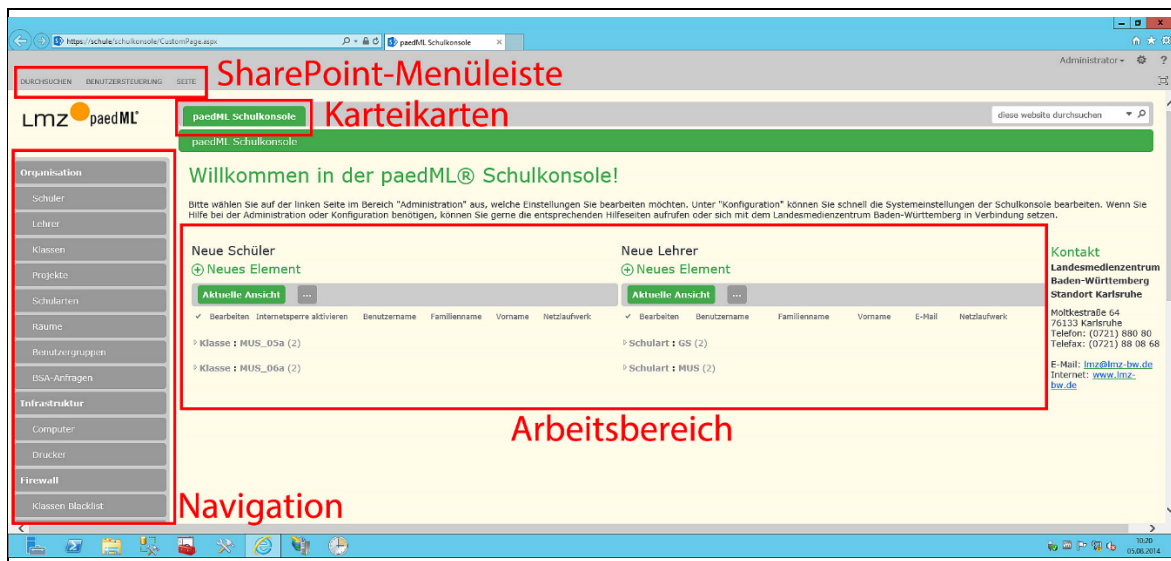 https://schule/schulkonsole/CustomPage.aspx
paedML Schulkonsole
Administrator
?
DURCHSUCHEN BENUTZERSTEUERUNG SEITE
SharePoint-Menüleiste
Lmz paedML®
paedML Schulkonsole
Karteikarten
diese website durchsuchen
paedML Schulkonsole
Willkommen in der paedML® Schulkonsole!
Bitte wählen Sie auf der linken Seite im Bereich "Administration" aus, welche Einstellungen Sie bearbeiten möchten. Unter "Konfiguration" können Sie schnell die Systemeinstellungen der Schulkonsole bearbeiten. Wenn Sie
Hilfe bei der Administration oder Konfiguration benötigen, können Sie gerne die entsprechenden Hilfeseiten aufrufen oder sich mit dem Landesmedienzentrum Baden-Württemberg in Verbindung setzen.
Organisation
Schüler
Lehrer
Klassen
Projekte
Schularten
Räume
Benutzergruppen
BSA-Anfragen
Infrastruktur
Computer
Drucker
Firewall
Klassen Blacklist
Navigation
Neue Schüler
Neues Element
Aktuelle Ansicht ...
Bearbeiten Internetsperre aktivieren Benutzername Familienname Vorname Netzlaufwerk
Klasse : MUS_05a (2)
Klasse : MUS_06a (2)
Neue Lehrer
Neues Element
Aktuelle Ansicht ...
Bearbeiten Benutzername Familienname Vorname E-Mail Netzlaufwerk
Schulart : GS (2)
Schulart : MUS (2)
Arbeitsbereich
Kontakt
Landesmedienzentrum
Baden-Württemberg
Standort Karlsruhe
Moltkestraße 64
76133 Karlsruhe
Telefon: (0721) 880 80
Telefax: (0721) 88 08 68
E-Mail: lmz@lmz-bw.de
Internet: www.lmz-
bw.de
10:20
05.08.2014